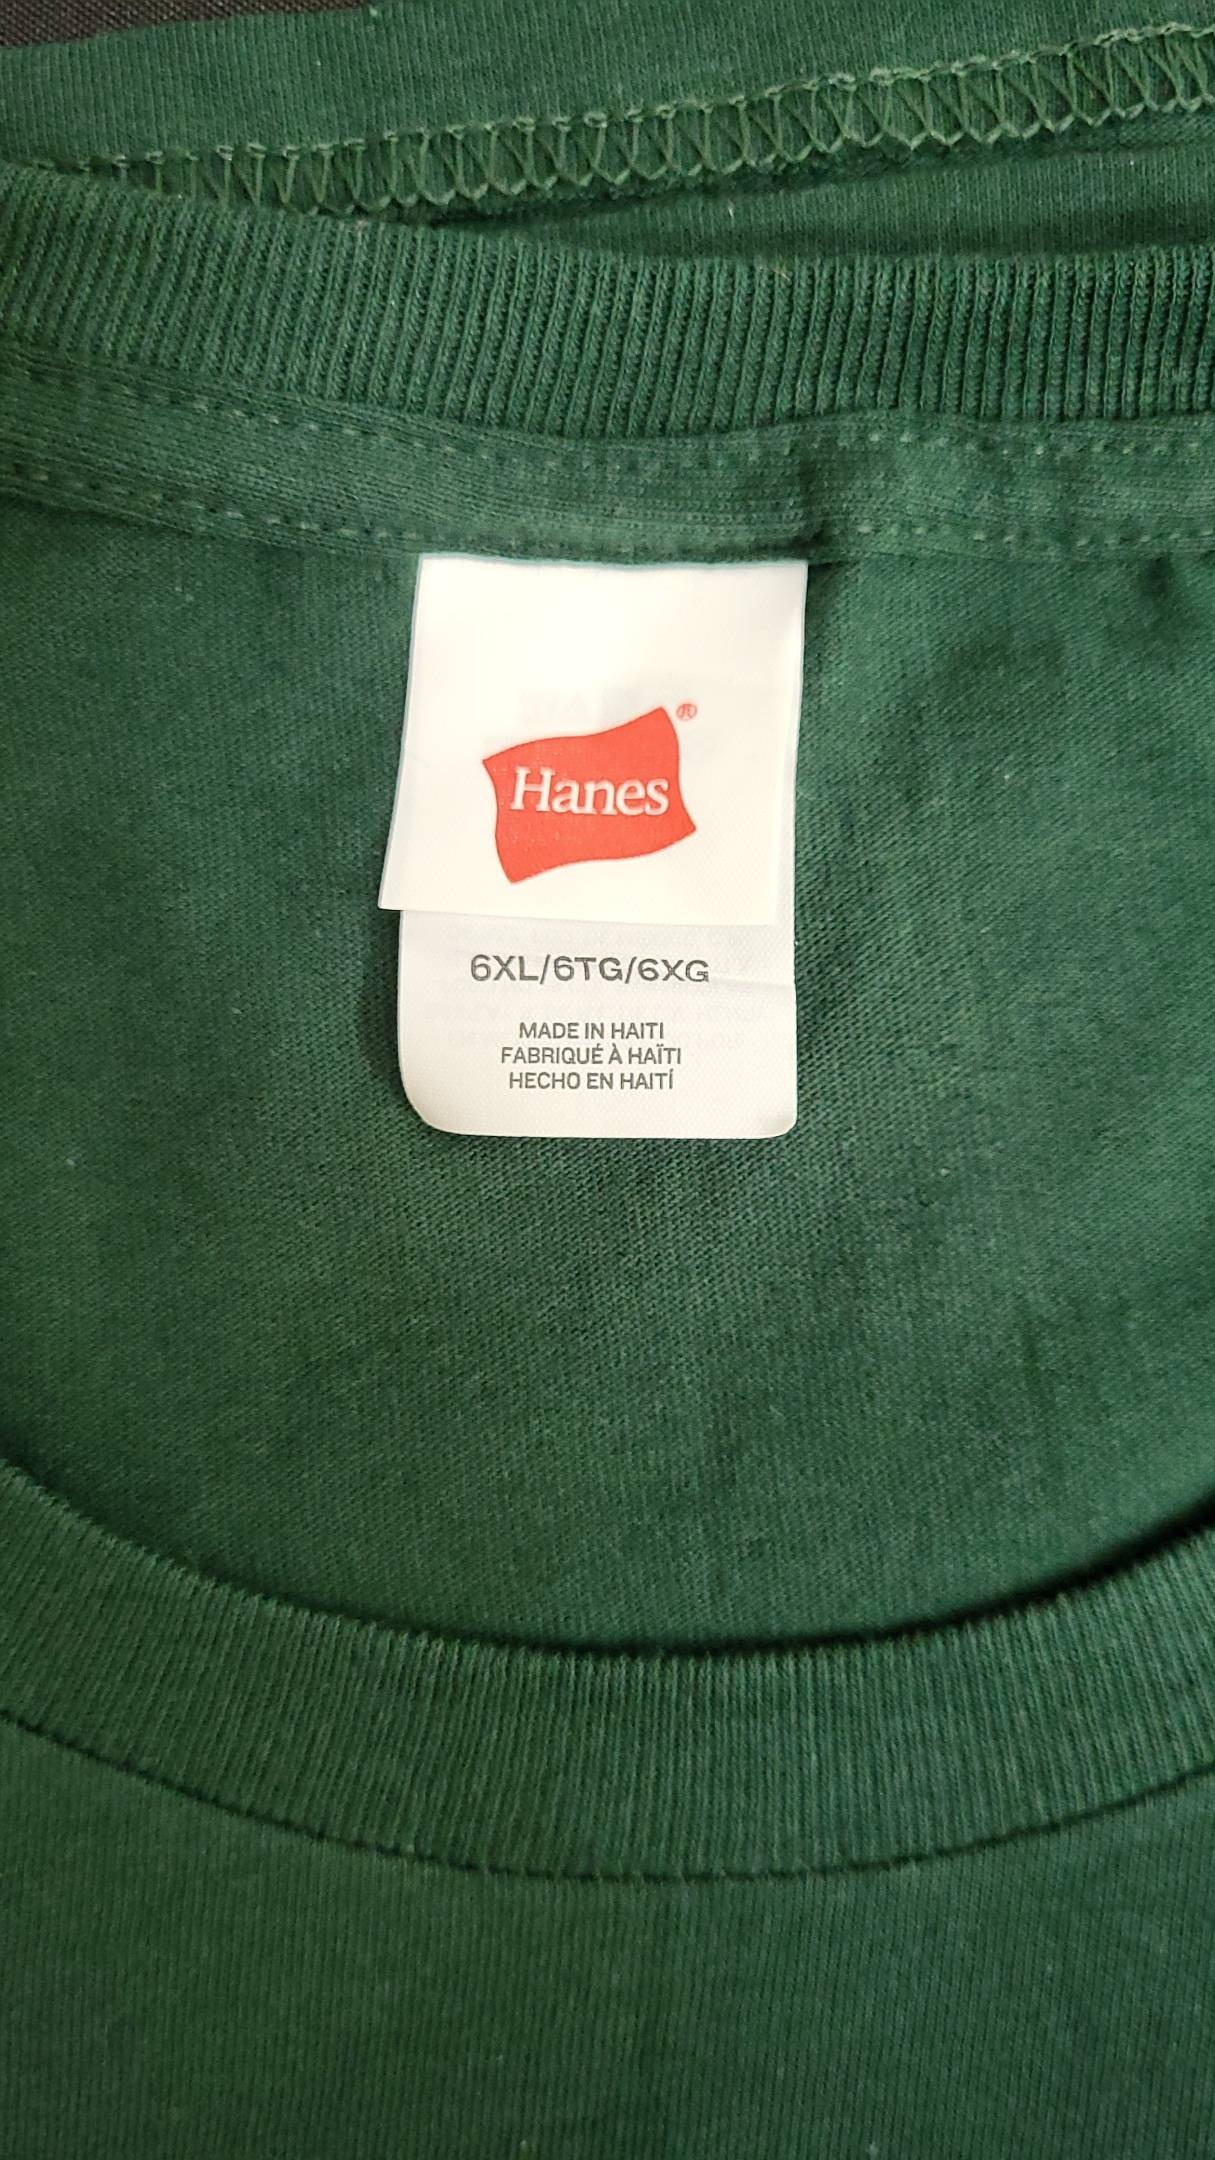 Hanes®
6XL/6TG/6XG
MADE IN HAITI
FABRIQUÉ À HAÏTI
HECHO EN HAITÍ